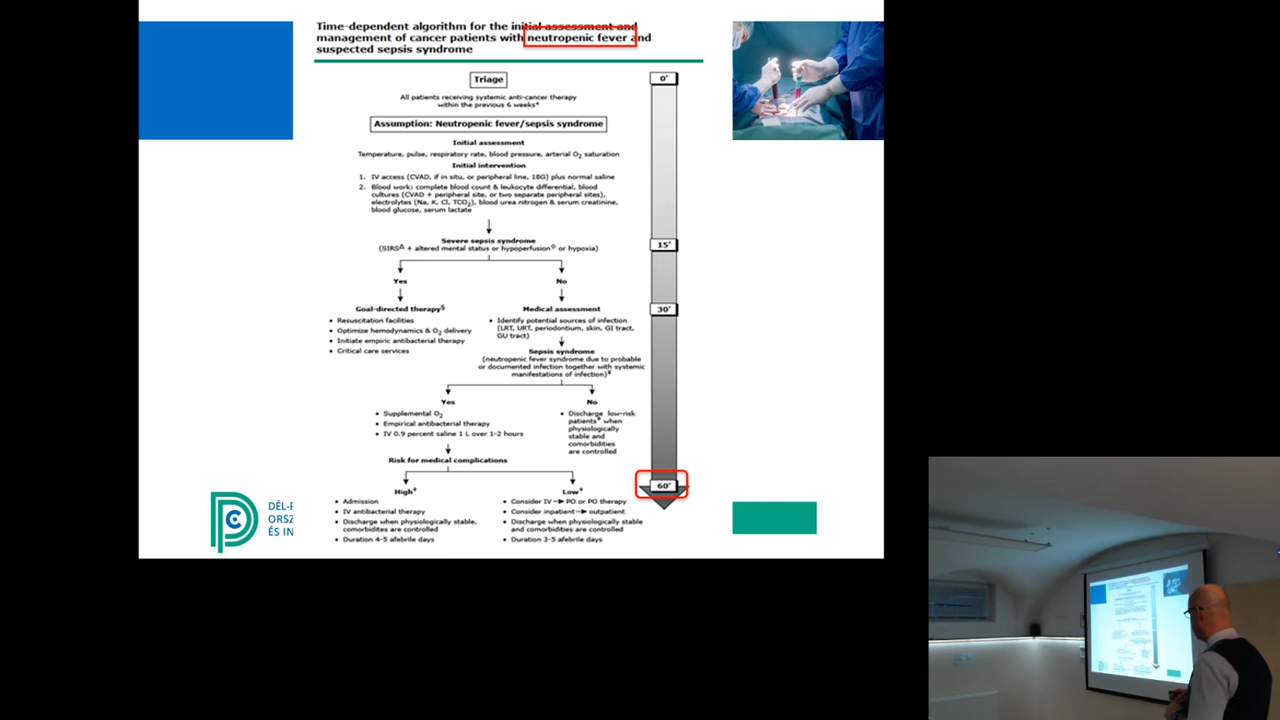 Time-dependent algorithm for the initial assessment and
management of cancer patients with neutropenic fever and
suspected sepsis syndrome
Triage
0'
All patients receiving systemic anti-cancer therapy
within the previous 6 weeks*
Assumption: Neutropenic fever/sepsis syndrome
Initial assessment
Temperature, pulse, respiratory rate, blood pressure, arterial O2 saturation
Initial intervention
1. IV access (CVAD, if in situ, or peripheral line, 18G) plus normal saline
2. Blood work: complete blood count & leukocyte differential, blood
cultures (CVAD + peripheral site, or two separate peripheral sites),
electrolytes (Na, K, Cl, TCO2), blood urea nitrogen & serum creatinine,
blood glucose, serum lactate
Severe sepsis syndrome
15'
(SIRSΔ + altered mental status or hypoperfusion◊ or hypoxia)
Yes
No
Goal-directed therapy§
• Resuscitation facilities
• Optimize hemodynamics & O2 delivery
• Initiate empiric antibacterial therapy
• Critical care services
Medical assessment
30'
• Identify potential sources of infection
(LRT, URT, periodontium, skin, GI tract,
GU tract)
Sepsis syndrome
(neutropenic fever syndrome due to probable
or documented infection together with systemic
manifestations of infection)¥
Yes
No
• Supplemental O2
• Empirical antibacterial therapy
• IV 0.9 percent saline 1 L over 1-2 hours
• Discharge low-risk
patients when
physiologically
stable and
comorbidities
are controlled
Risk for medical complications
60'
High
• Admission
• IV antibacterial therapy
• Discharge when physiologically stable,
comorbidites are controlled
• Duration 4-5 afebrile days
Low
• Consider IV → PO or PO therapy
• Consider inpatient → outpatient
• Discharge when physiologically stable
and comorbidities are controlled
• Duration 3-5 afebrile days
DÉL-P
ORSZ
ÉS IN